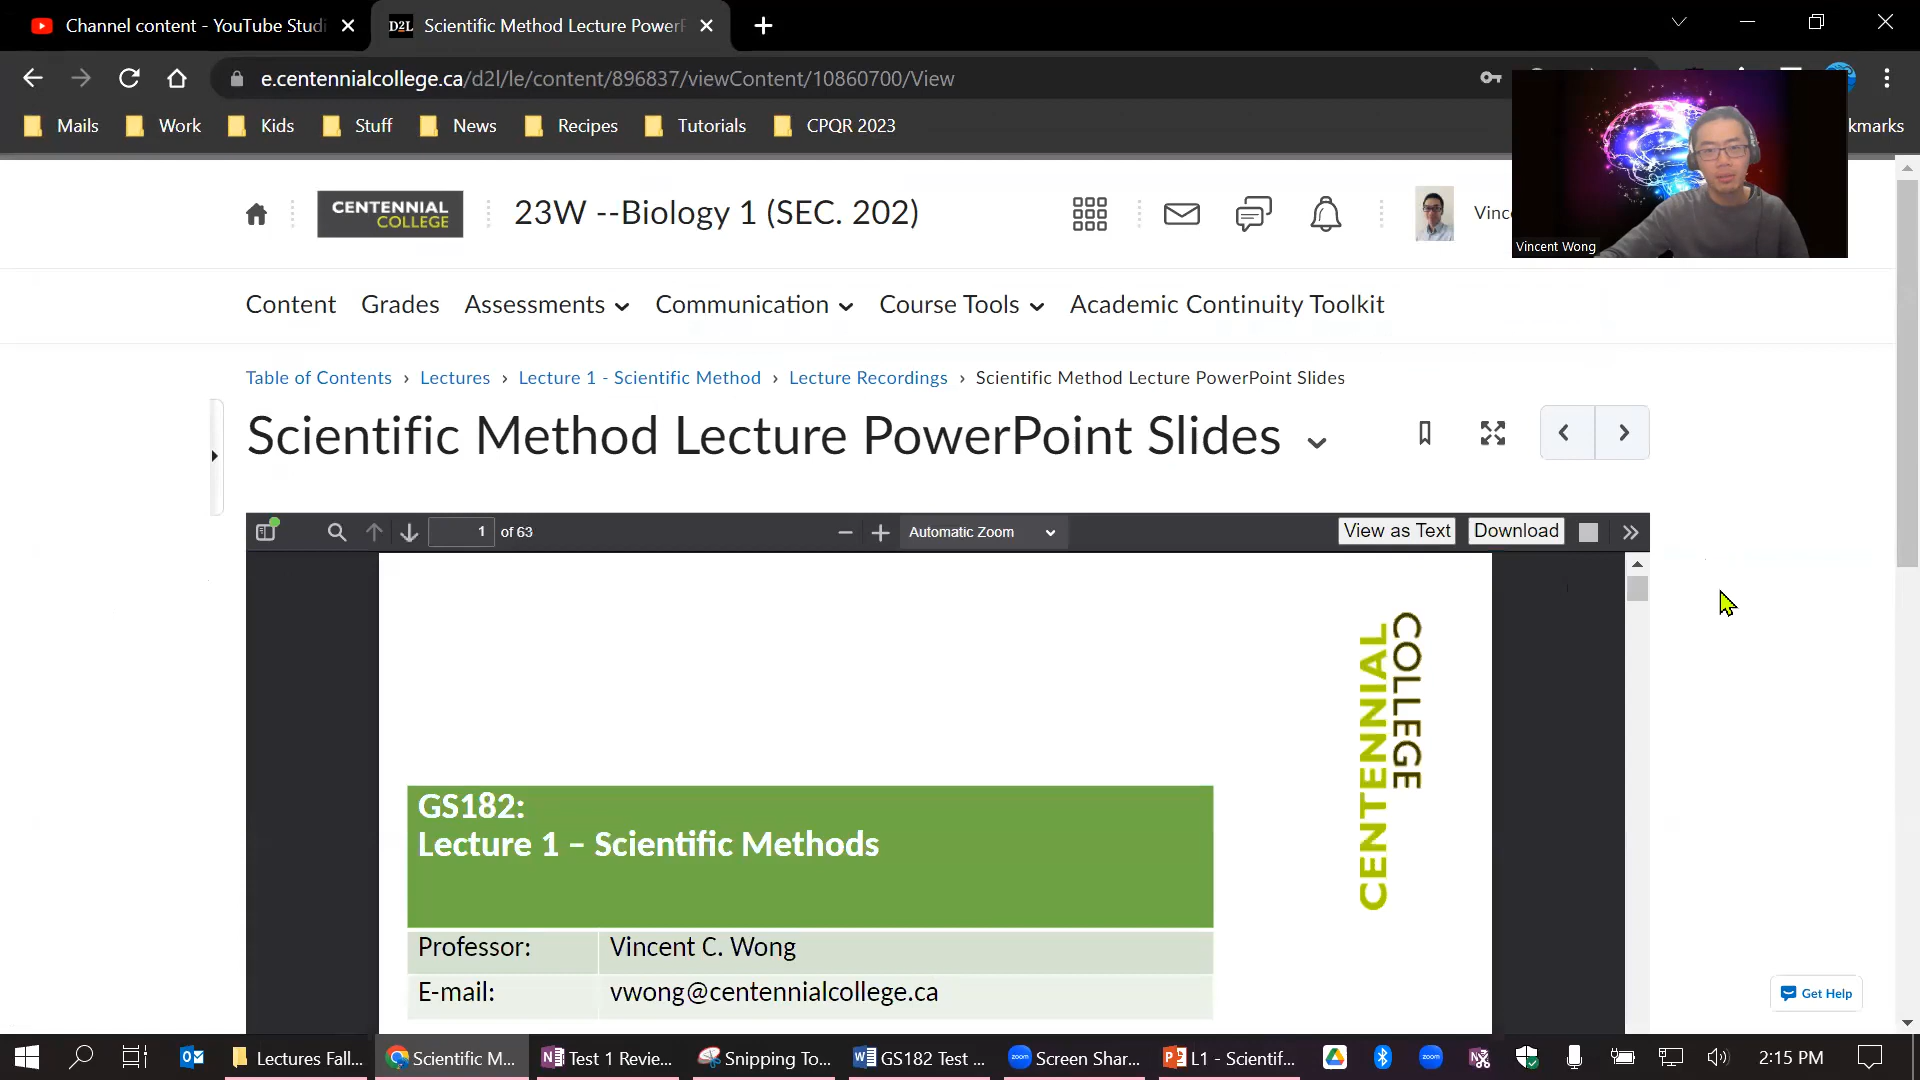 Channel content - YouTube Studi
D2L Scientific Method Lecture PowerP
e.centennialcollege.ca/d2l/le/content/896837/viewContent/10860700/View
Mails Work Kids Stuff News Recipes Tutorials CPQR 2023 kmarks
Vincent Wong
CENTENNIAL
COLLEGE
23W --Biology 1 (SEC. 202)
Vinc
Content Grades Assessments Communication Course Tools Academic Continuity Toolkit
Table of Contents › Lectures › Lecture 1 - Scientific Method › Lecture Recordings › Scientific Method Lecture PowerPoint Slides
Scientific Method Lecture PowerPoint Slides
1 of 63 Automatic Zoom View as Text Download
CENTENNIAL
COLLEGE
GS182:
Lecture 1 – Scientific Methods
Professor: Vincent C. Wong
E-mail: vwong@centennialcollege.ca
Get Help
Lectures Fall... Scientific M... Test 1 Revie... Snipping To... GS182 Test ... zoom Screen Shar... L1 - Scientif... zoom 2:15 PM